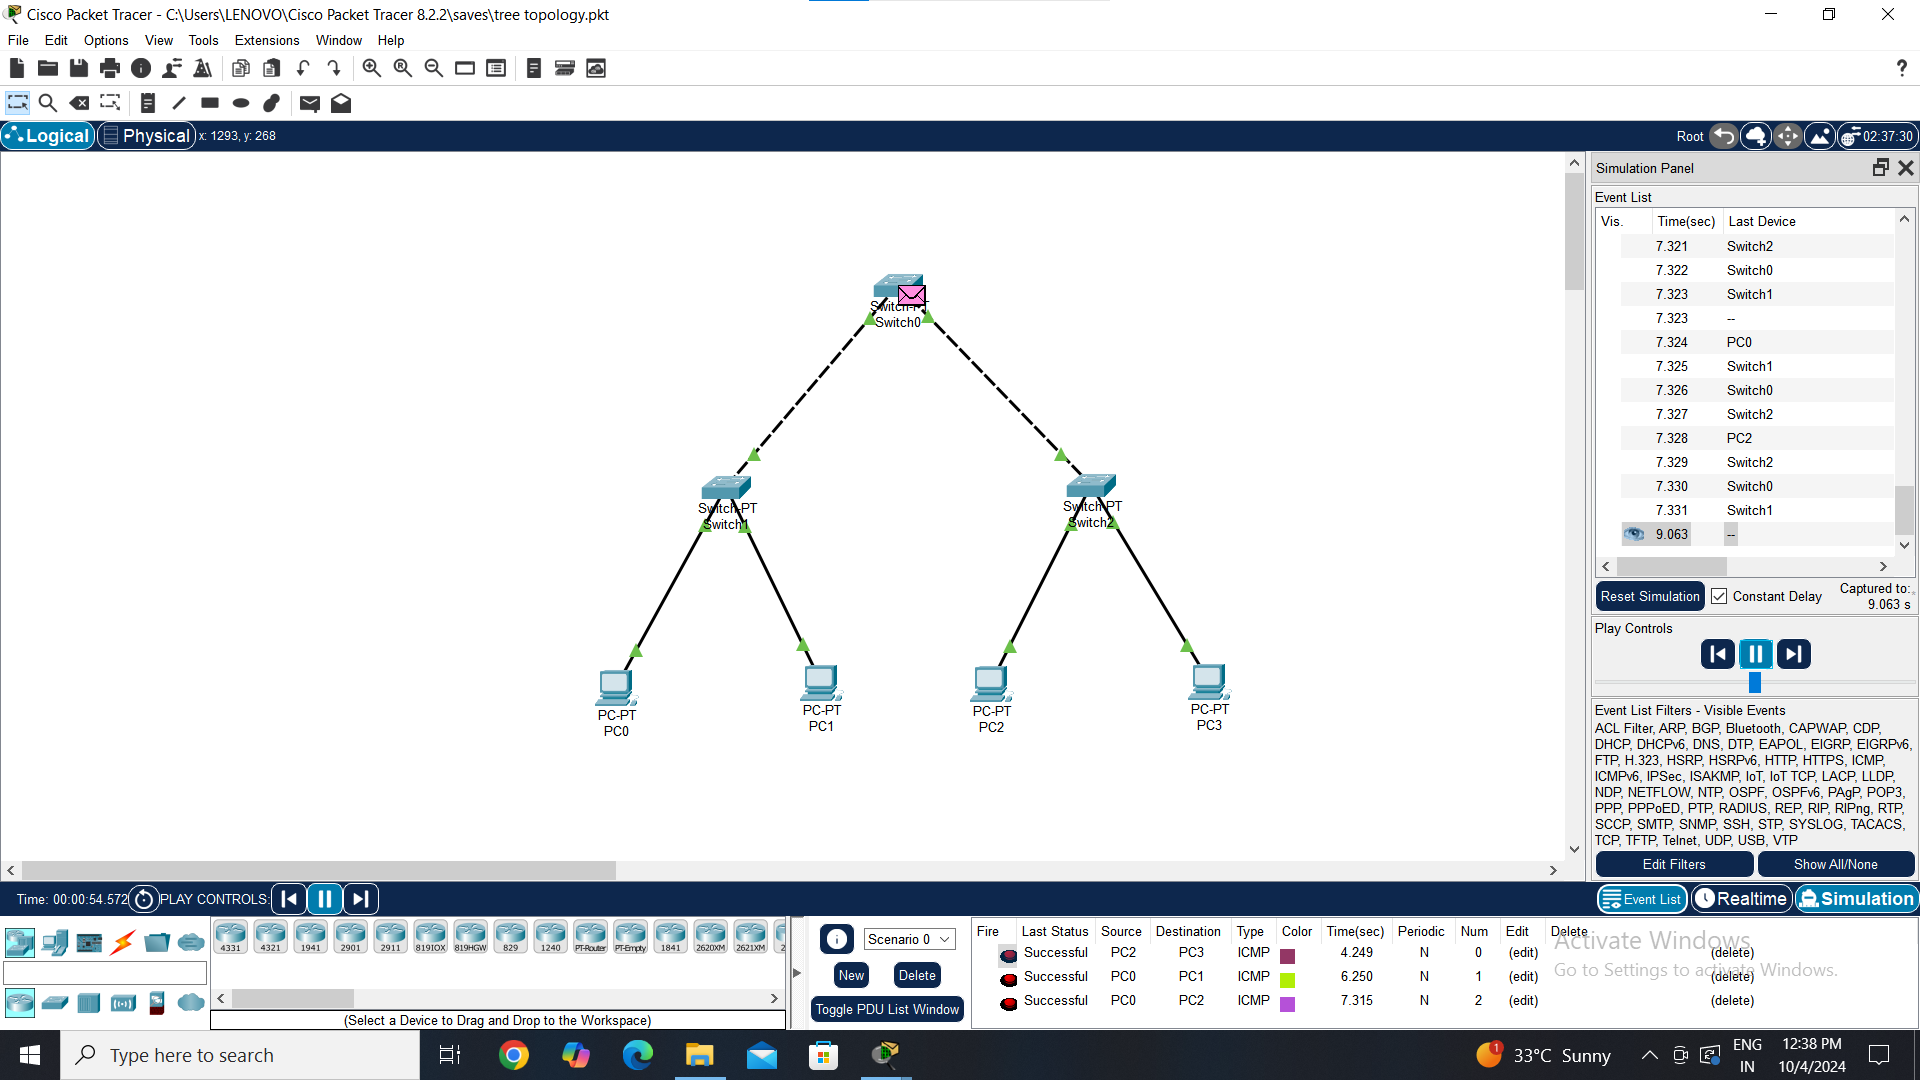 Cisco Packet Tracer - C:\Users\LENOVO\Cisco Packet Tracer 8.2.2\saves\tree topology.pkt
File Edit Options View Tools Extensions Window Help
?
Logical Physical x: 1293, y: 268 Root 02:37:30
Simulation Panel
Event List
Vis. Time(sec) Last Device
7.321 Switch2
7.322 Switch0
7.323 Switch1
7.323 --
7.324 PC0
7.325 Switch1
7.326 Switch0
7.327 Switch2
7.328 PC2
7.329 Switch2
7.330 Switch0
7.331 Switch1
9.063 --
Reset Simulation Constant Delay Captured to:
9.063 s
Play Controls
Event List Filters - Visible Events
ACL Filter, ARP, BGP, Bluetooth, CAPWAP, CDP,
DHCP, DHCPv6, DNS, DTP, EAPOL, EIGRP, EIGRPv6,
FTP, H.323, HSRP, HSRPv6, HTTP, HTTPS, ICMP,
ICMPv6, IPSec, ISAKMP, IoT, IoT TCP, LACP, LLDP,
NDP, NETFLOW, NTP, OSPF, OSPFv6, PAgP, POP3,
PPP, PPPoED, PTP, RADIUS, REP, RIP, RIPng, RTP,
SCCP, SMTP, SNMP, SSH, STP, SYSLOG, TACACS,
TCP, TFTP, Telnet, UDP, USB, VTP
Edit Filters Show All/None
Switch0
Switch-PT
Switch1
Switch-PT
Switch2
PC-PT
PC0
PC-PT
PC1
PC-PT
PC2
PC-PT
PC3
Time: 00:00:54.572 PLAY CONTROLS:
Event List Realtime Simulation
4331 4321 1941 2901 2911 819IOX 819HGW 829 1240 PT-Router PT-Empty 1841 2620XM 2621XM
(Select a Device to Drag and Drop to the Workspace)
Scenario 0
New Delete
Toggle PDU List Window
Fire Last Status Source Destination Type Color Time(sec) Periodic Num Edit Delete
Successful PC2 PC3 ICMP 4.249 N 0 (edit) (delete)
Successful PC0 PC1 ICMP 6.250 N 1 (edit) (delete)
Successful PC0 PC2 ICMP 7.315 N 2 (edit) (delete)
Activate Windows
Go to Settings to activate Windows.
Type here to search
1 33°C Sunny
ENG
IN
12:38 PM
10/4/2024